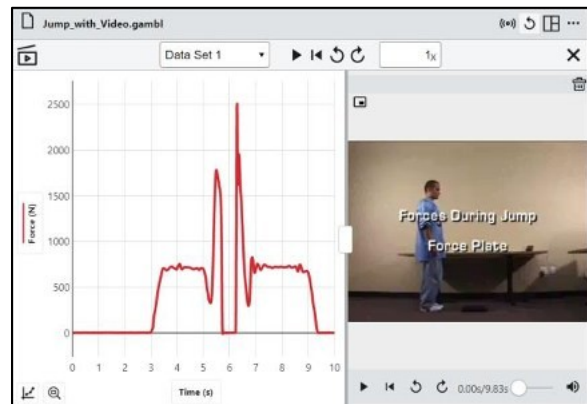 Jump_with_Video.gambl
Data Set 1
1x
2500
2000
1500
1000
500
0
Force (N)
0 1 2 3 4 5 6 7 8 9 10
Time (s)
Forces During Jump
Force Plate
0.00s/9.83s